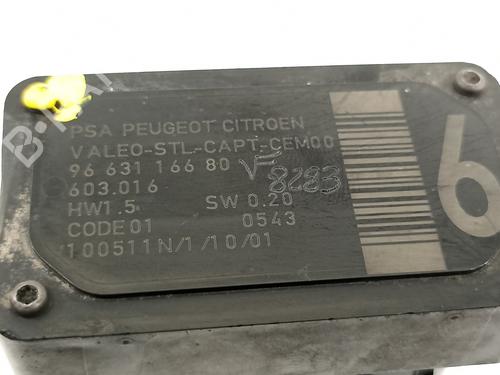 PSA PEUGEOT CITROEN
VALEO-STL-CAPT-CEM00
96 631 166 80
8283
603.016
HW1.5 SW 0.20
CODE 01 0543
100511N/1/10/01
6